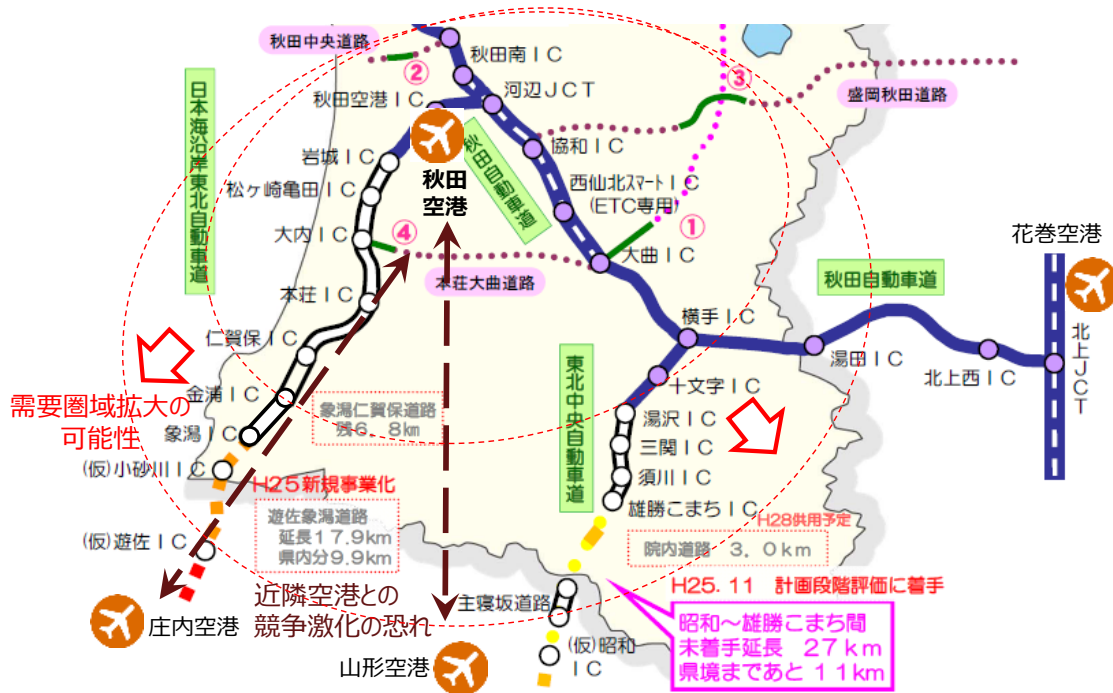 秋田中央道路
秋田南ＩＣ
②
河辺ＪＣＴ
③
秋田空港ＩＣ
盛岡秋田道路
日本海沿岸東北自動車道
秋田自動車道
協和ＩＣ
岩城ＩＣ
秋田
空港
西仙北スマートＩＣ
(ETC専用)
松ヶ崎亀田ＩＣ
①
大内ＩＣ
④
大曲ＩＣ
花巻空港
本荘大曲道路
秋田自動車道
本荘ＩＣ
横手ＩＣ
仁賀保ＩＣ
湯田ＩＣ
北上西ＩＣ
北上JCT
東北中央自動車道
十文字ＩＣ
金浦ＩＣ
需要圏域拡大の
可能性
象潟仁賀保道路
残６．８km
湯沢ＩＣ
象潟ＩＣ
三関ＩＣ
(仮)小砂川ＩＣ
須川ＩＣ
H25新規事業化
雄勝こまちＩＣ
H28供用予定
遊佐象潟道路
延長17.9km
県内分9.9km
院内道路　３．０ｋｍ
(仮)遊佐ＩＣ
H25．11　計画段階評価に着手
近隣空港との
競争激化の恐れ
主寝坂道路
昭和～雄勝こまち間
未着手延長　２７ｋｍ
県境まであと１１km
庄内空港
山形空港
(仮)昭和
ＩＣ